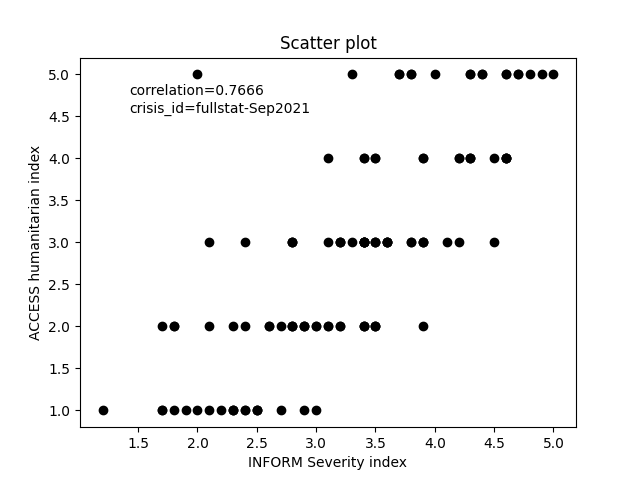 Scatter plot
5.0
correlation=0.7666
crisis_id=fullstat-Sep2021
4.5
4.0
3.5
3.0
2.5
2.0
1.5
1.0
ACCESS humanitarian index
1.5 2.0 2.5 3.0 3.5 4.0 4.5 5.0
INFORM Severity index